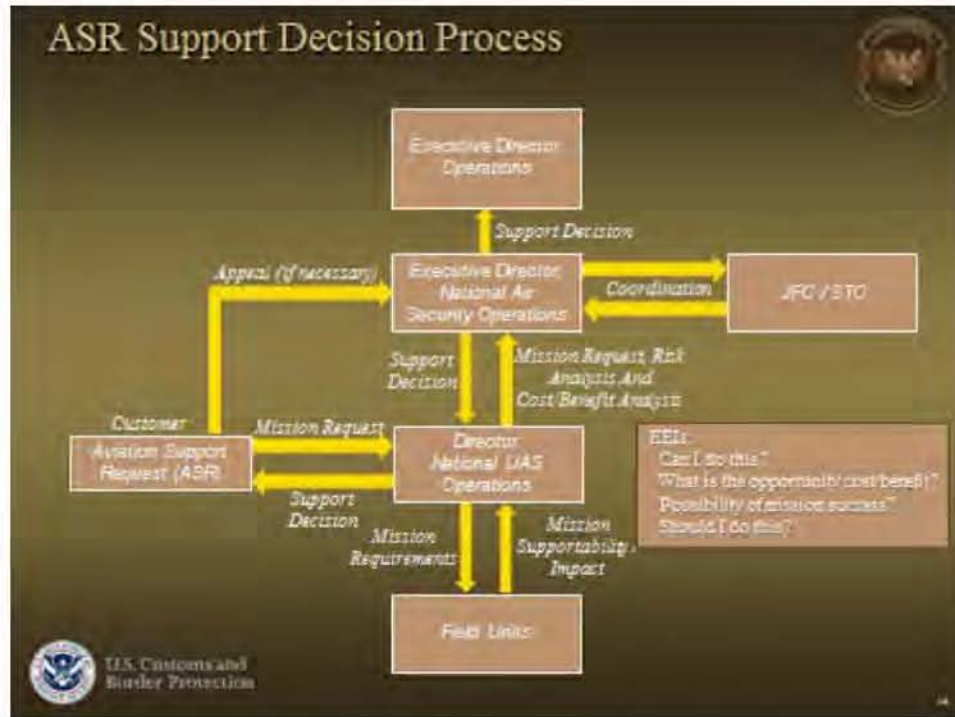 ASR Support Decision Process
Executive Director
Operations
Support Decision
Appeal (if necessary)
Executive Director,
National Air
Security Operations
Coordination
JFC / STC
Support
Decision
Mission Request, Risk
Analysis And
Cost/Benefit Analysis
Customer
Aviation Support
Request (ASR)
Mission Request
Support
Decision
Director,
National UAS
Operations
EEIs:
Can I do this?
What is the opportunity/cost/benefit?
Possibility of mission success?
Should I do this?
Mission
Requirements
Mission
Supportability /
Impact
Field Units
U.S. Customs and
Border Protection